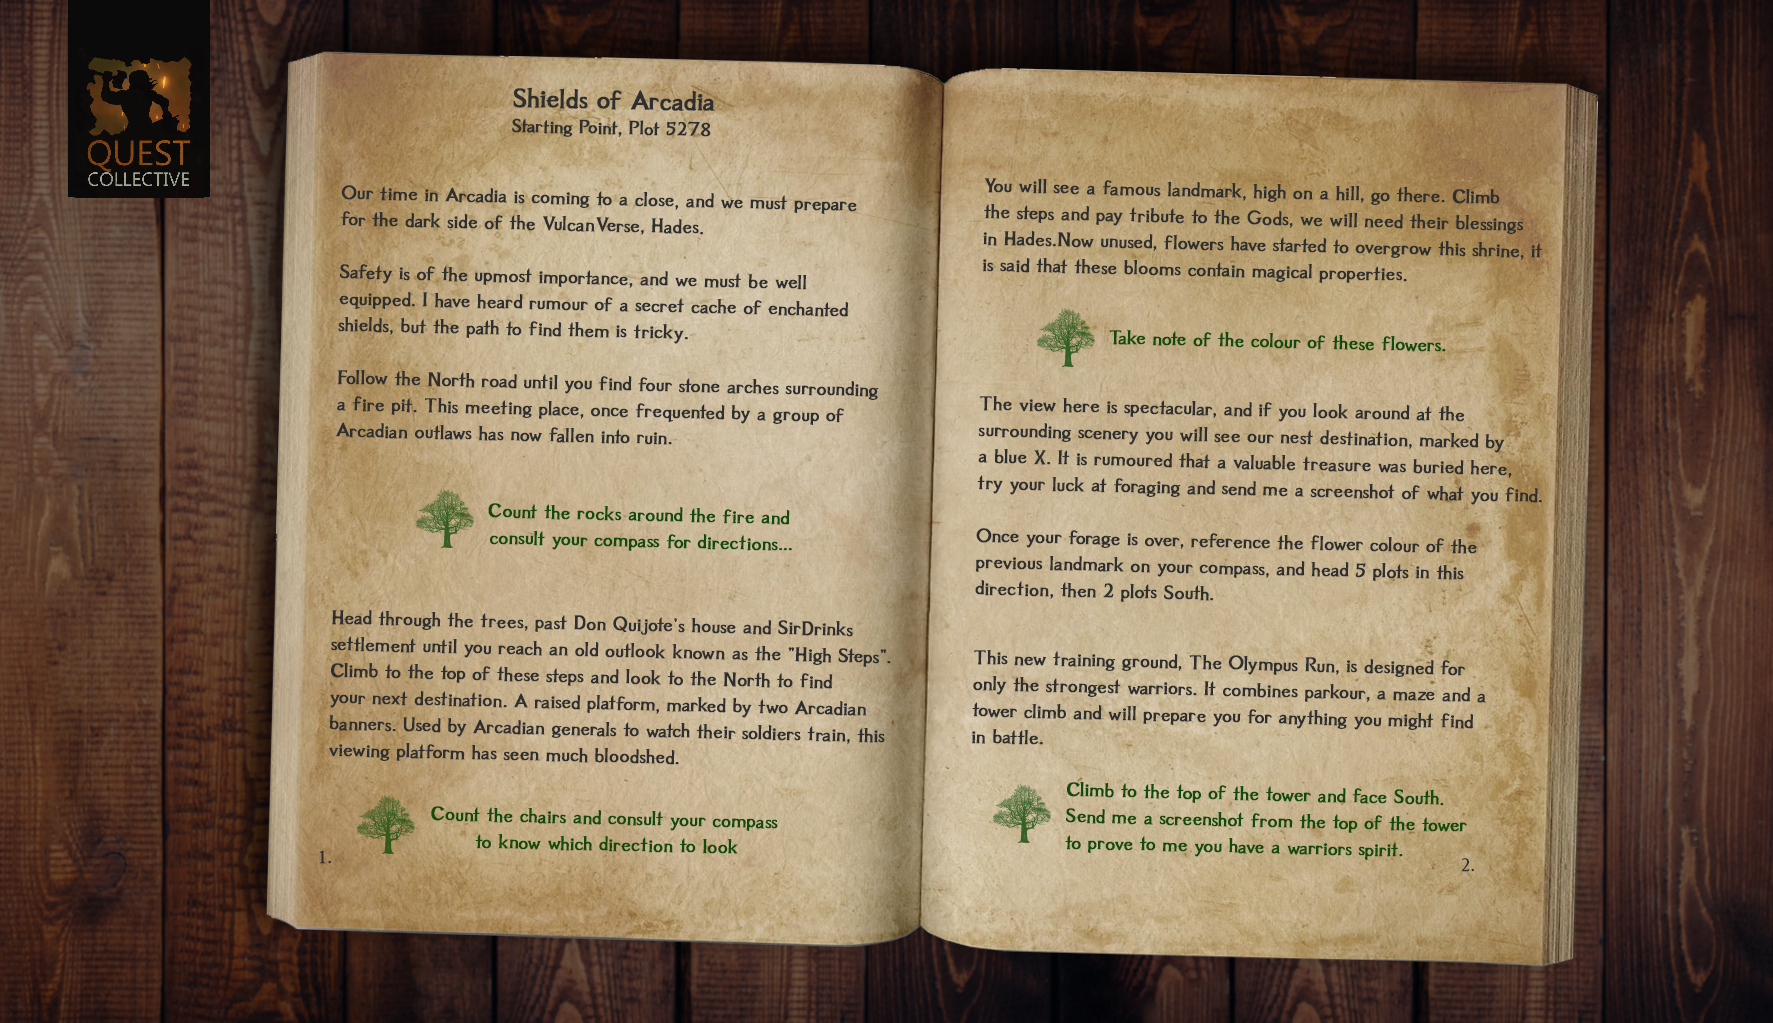 QUEST
COLLECTIVE
Shields of Arcadia
Starting Point, Plot 5278
Our time in Arcadia is coming to a close, and we must prepare
for the dark side of the VulcanVerse, Hades.
Safety is of the upmost importance, and we must be well
equipped. I have heard rumour of a secret cache of enchanted
shields, but the path to find them is tricky.
Follow the North road until you find four stone arches surrounding
a fire pit. This meeting place, once frequented by a group of
Arcadian outlaws has now fallen into ruin.
Count the rocks around the fire and
consult your compass for directions...
Head through the trees, past Don Quijote's house and SirDrinks
settlement until you reach an old outlook known as the "High Steps".
Climb to the top of these steps and look to the North to find
your next destination. A raised platform, marked by two Arcadian
banners. Used by Arcadian generals to watch their soldiers train, this
viewing platform has seen much bloodshed.
Count the chairs and consult your compass
to know which direction to look
1.
You will see a famous landmark, high on a hill, go there. Climb
the steps and pay tribute to the Gods, we will need their blessings
in Hades.Now unused, flowers have started to overgrow this shrine, it
is said that these blooms contain magical properties.
Take note of the colour of these flowers.
The view here is spectacular, and if you look around at the
surrounding scenery you will see our nest destination, marked by
a blue X. It is rumoured that a valuable treasure was buried here,
try your luck at foraging and send me a screenshot of what you find.
Once your forage is over, reference the flower colour of the
previous landmark on your compass, and head 5 plots in this
direction, then 2 plots South.
This new training ground, The Olympus Run, is designed for
only the strongest warriors. It combines parkour, a maze and a
tower climb and will prepare you for anything you might find
in battle.
Climb to the top of the tower and face South.
Send me a screenshot from the top of the tower
to prove to me you have a warriors spirit.
2.